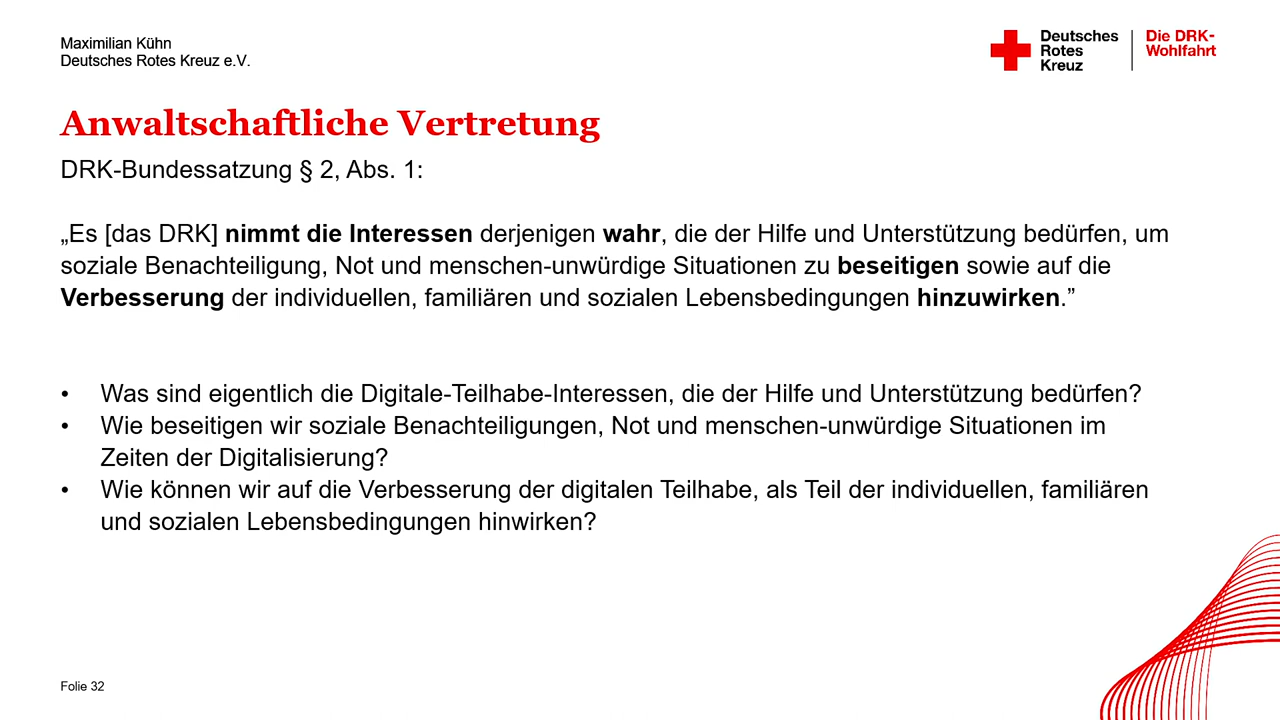 Maximilian Kühn
Deutsches Rotes Kreuz e.V.
Deutsches
Rotes
Kreuz
Die DRK-
Wohlfahrt
Anwaltschaftliche Vertretung
DRK-Bundessatzung § 2, Abs. 1:
„Es [das DRK] nimmt die Interessen derjenigen wahr, die der Hilfe und Unterstützung bedürfen, um
soziale Benachteiligung, Not und menschen-unwürdige Situationen zu beseitigen sowie auf die
Verbesserung der individuellen, familiären und sozialen Lebensbedingungen hinzuwirken.”
• Was sind eigentlich die Digitale-Teilhabe-Interessen, die der Hilfe und Unterstützung bedürfen?
• Wie beseitigen wir soziale Benachteiligungen, Not und menschen-unwürdige Situationen im
Zeiten der Digitalisierung?
• Wie können wir auf die Verbesserung der digitalen Teilhabe, als Teil der individuellen, familiären
und sozialen Lebensbedingungen hinwirken?
Folie 32